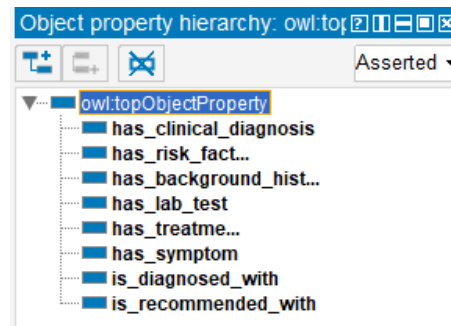 Object property hierarchy: owl:top
Asserted
owl:topObjectProperty
has_clinical_diagnosis
has_risk_fact...
has_background_hist...
has_lab_test
has_treatme...
has_symptom
is_diagnosed_with
is_recommended_with